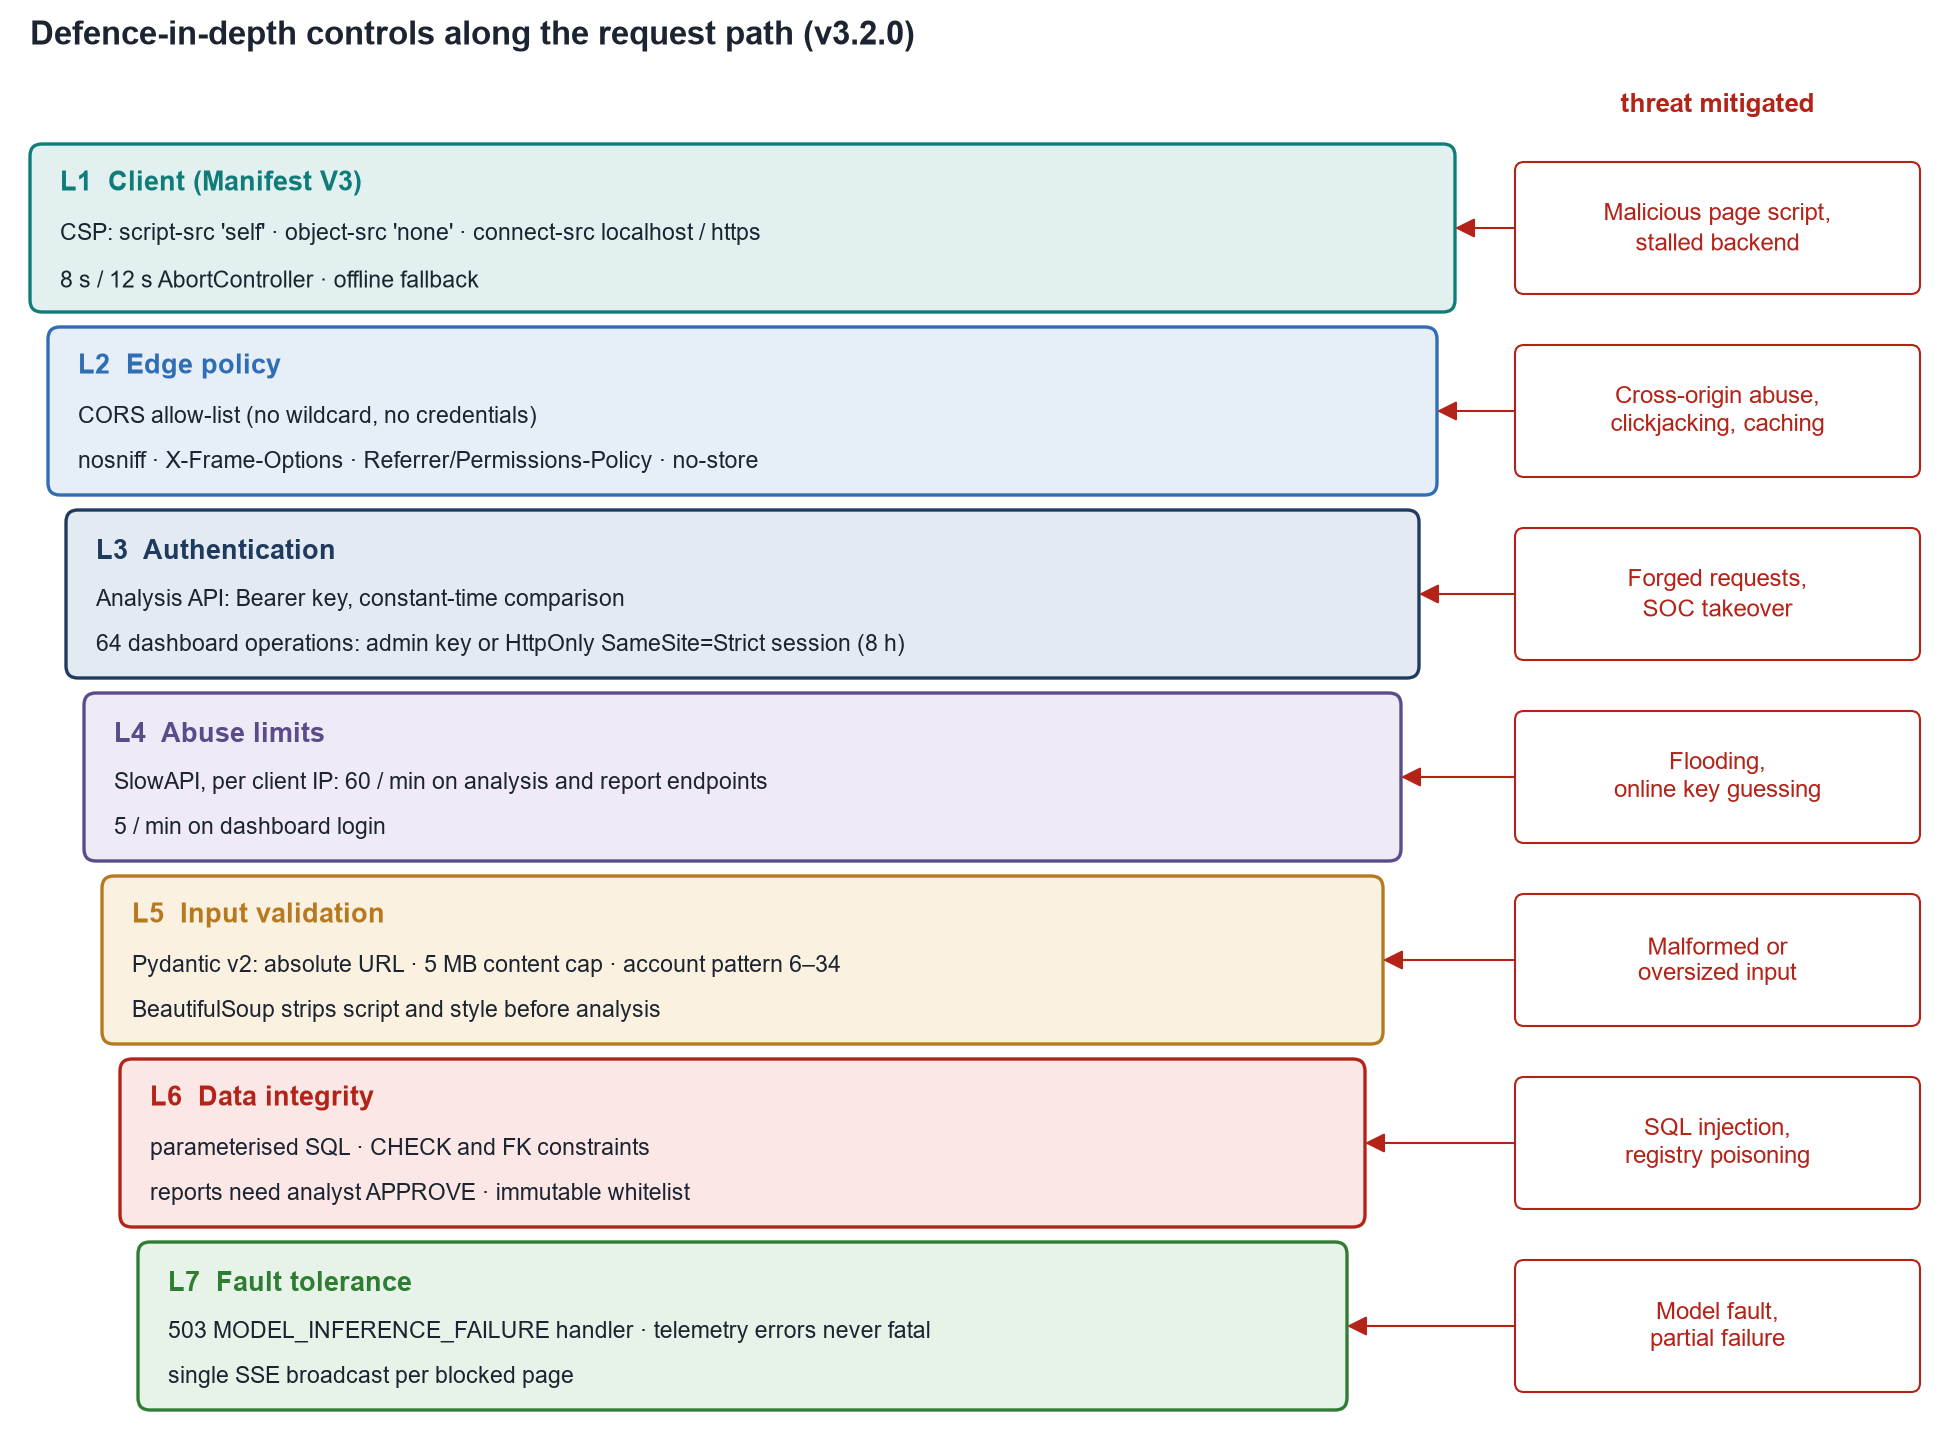 Defence-in-depth controls along the request path (v3.2.0)
threat mitigated
L1 Client (Manifest V3)
CSP: script-src 'self' · object-src 'none' · connect-src localhost / https
8 s / 12 s AbortController · offline fallback
Malicious page script,
stalled backend
L2 Edge policy
CORS allow-list (no wildcard, no credentials)
nosniff · X-Frame-Options · Referrer/Permissions-Policy · no-store
Cross-origin abuse,
clickjacking, caching
L3 Authentication
Analysis API: Bearer key, constant-time comparison
64 dashboard operations: admin key or HttpOnly SameSite=Strict session (8 h)
Forged requests,
SOC takeover
L4 Abuse limits
SlowAPI, per client IP: 60 / min on analysis and report endpoints
5 / min on dashboard login
Flooding,
online key guessing
L5 Input validation
Pydantic v2: absolute URL · 5 MB content cap · account pattern 6–34
BeautifulSoup strips script and style before analysis
Malformed or
oversized input
L6 Data integrity
parameterised SQL · CHECK and FK constraints
reports need analyst APPROVE · immutable whitelist
SQL injection,
registry poisoning
L7 Fault tolerance
503 MODEL_INFERENCE_FAILURE handler · telemetry errors never fatal
single SSE broadcast per blocked page
Model fault,
partial failure